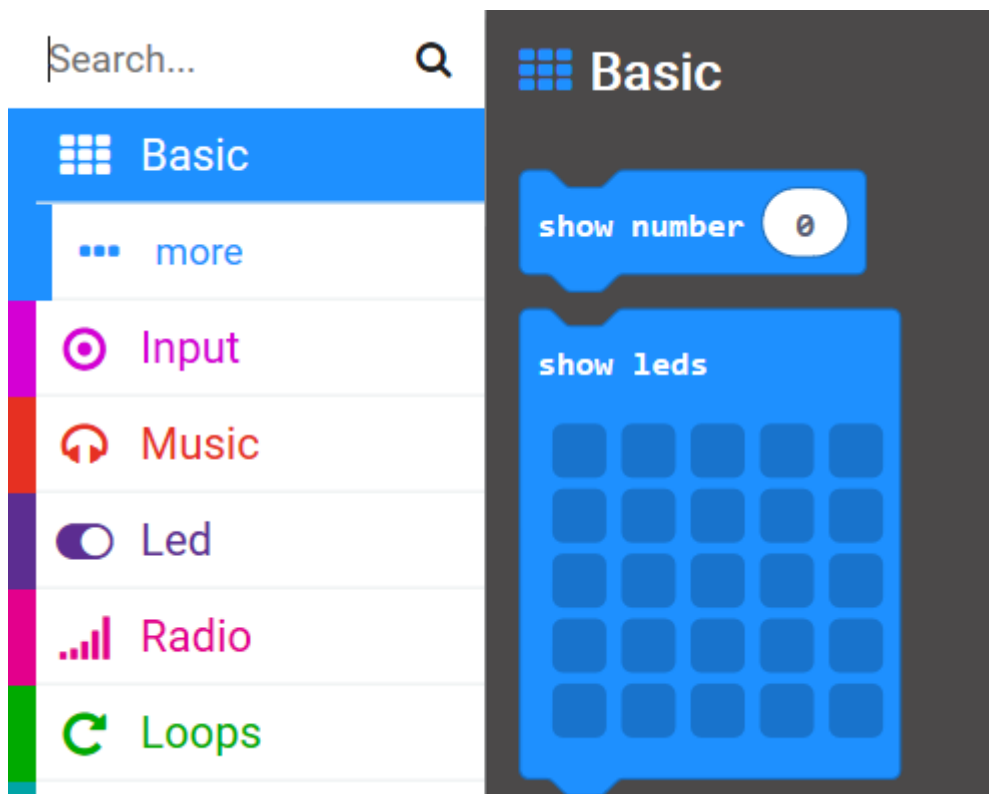 Search...
Basic
more
Input
Music
Led
Radio
Loops
Basic
show number 0
show leds